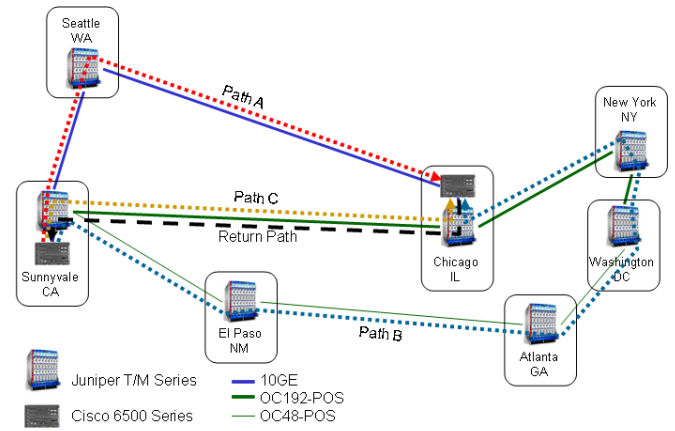 Seattle
WA
Path A
New York
NY
Path C
Return Path
Sunnyvale
CA
Chicago
IL
Washington
DC
El Paso
NM
Path B
Atlanta
GA
Juniper T/M Series
10GE
OC192-POS
Cisco 6500 Series
OC48-POS